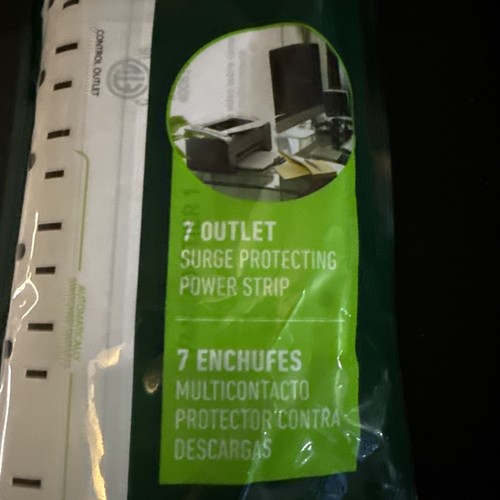 CONTROL OUTLET
7 OUTLET
SURGE PROTECTING
POWER STRIP
7 ENCHUFES
MULTICONTACTO
PROTECTOR CONTRA
DESCARGAS